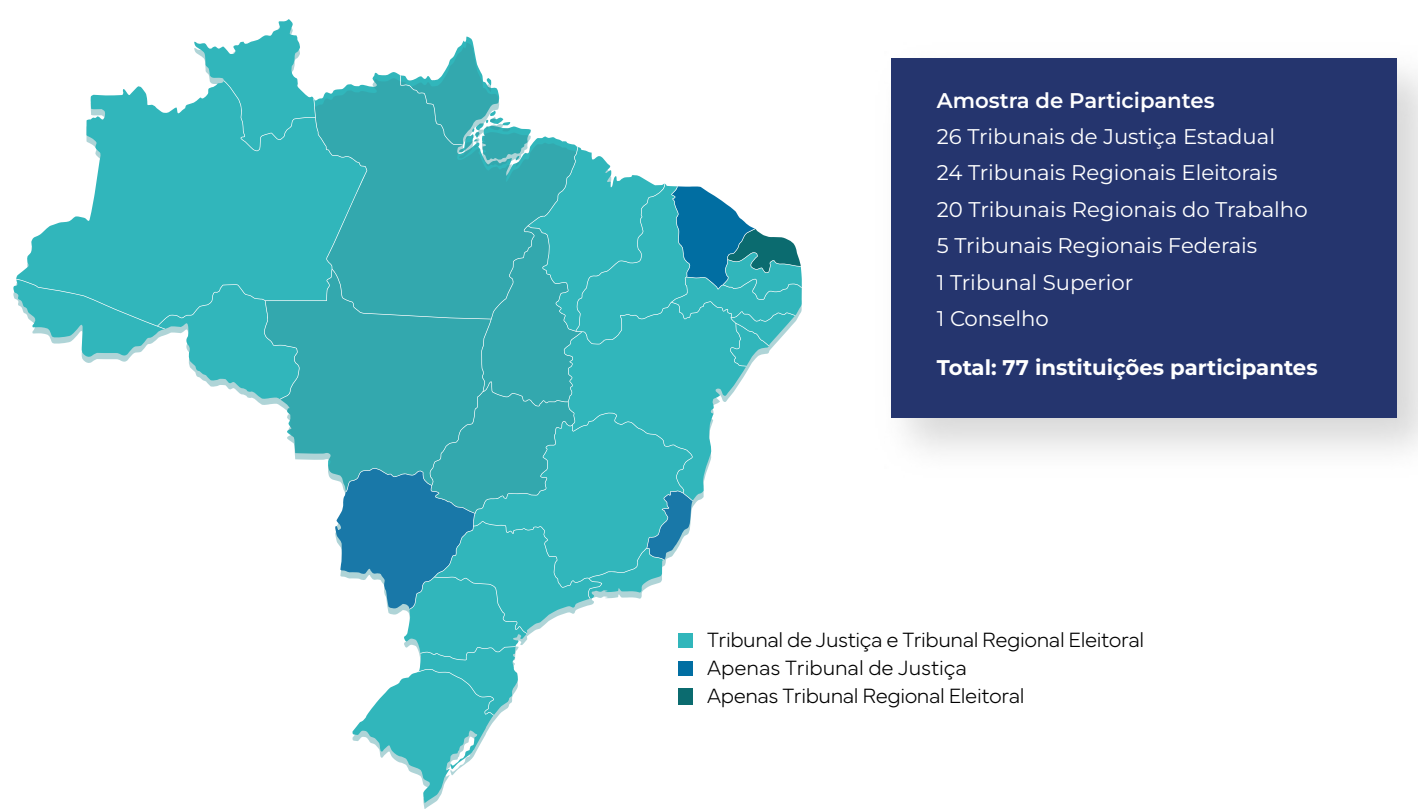 Amostra de Participantes
26 Tribunais de Justiça Estadual
24 Tribunais Regionais Eleitorais
20 Tribunais Regionais do Trabalho
5 Tribunais Regionais Federais
1 Tribunal Superior
1 Conselho
Total: 77 instituições participantes
Tribunal de Justiça e Tribunal Regional Eleitoral
Apenas Tribunal de Justiça
Apenas Tribunal Regional Eleitoral